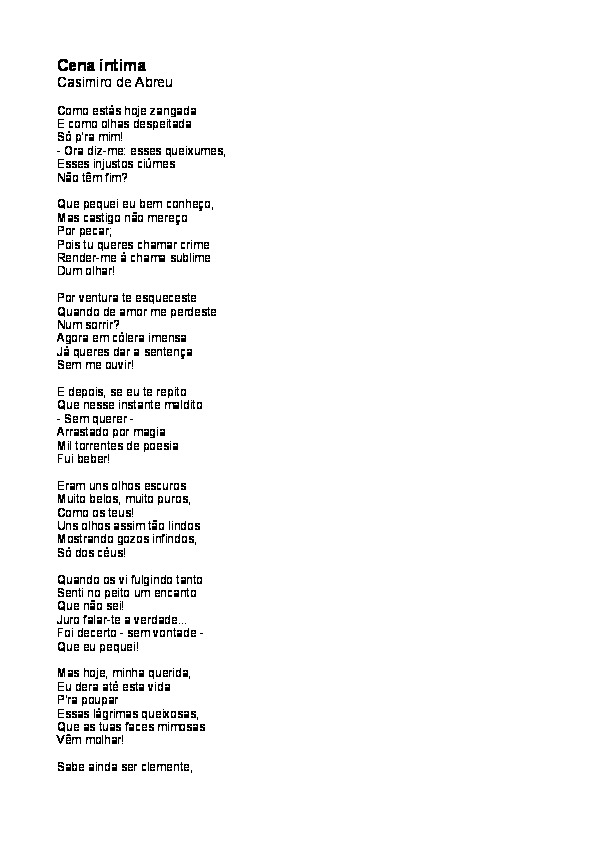 Cena íntima
Casimiro de Abreu
Como estás hoje zangada
E como olhas despeitada
Só p'ra mim!
- Ora diz-me: esses queixumes,
Esses injustos ciúmes
Não têm fim?
Que pequei eu bem conheço,
Mas castigo não mereço
Por pecar;
Pois tu queres chamar crime
Render-me à chama sublime
Dum olhar!
Por ventura te esqueceste
Quando de amor me perdeste
Num sorrir?
Agora em cólera imensa
Já queres dar a sentença
Sem me ouvir!
E depois, se eu te repito
Que nesse instante maldito
- Sem querer -
Arrastado por magia
Mil torrentes de poesia
Fui beber!
Eram uns olhos escuros
Muito belos, muito puros,
Como os teus!
Uns olhos assim tão lindos
Mostrando gozos infindos,
Só dos céus!
Quando os vi fulgindo tanto
Senti no peito um encanto
Que não sei!
Juro falar-te a verdade...
Foi decerto - sem vontade -
Que eu pequei!
Mas hoje, minha querida,
Eu dera até esta vida
P'ra poupar
Essas lágrimas queixosas,
Que as tuas faces mimosas
Vêm molhar!
Sabe ainda ser clemente,